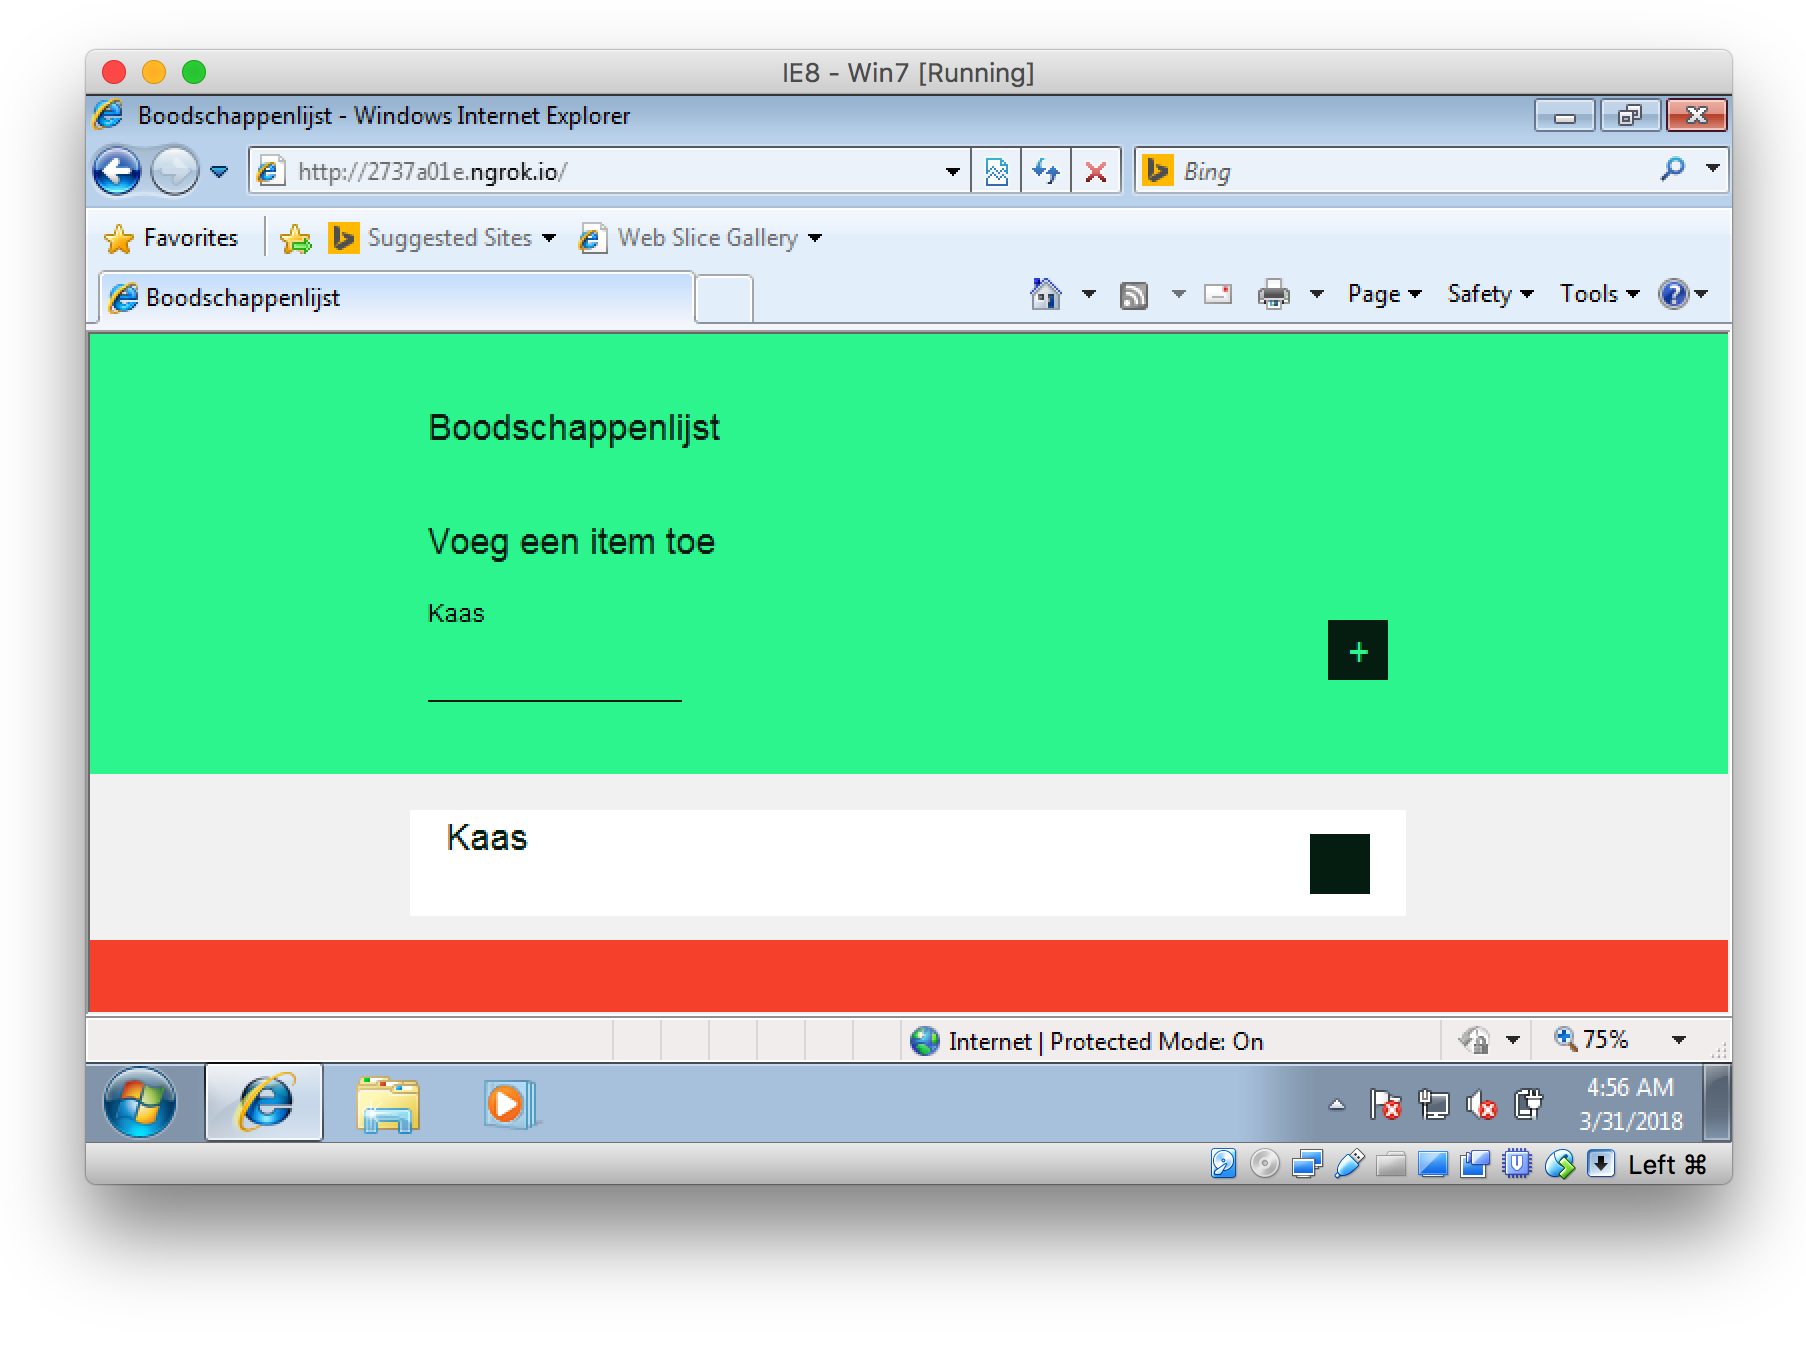 IE8 - Win7 [Running]
Boodschappenlijst - Windows Internet Explorer
http://2737a01e.ngrok.io/
Bing
Favorites
Suggested Sites
Web Slice Gallery
Boodschappenlijst
Page
Safety
Tools
Boodschappenlijst
Voeg een item toe
Kaas
+
Kaas
Internet | Protected Mode: On
75%
4:56 AM
3/31/2018
Left ⌘